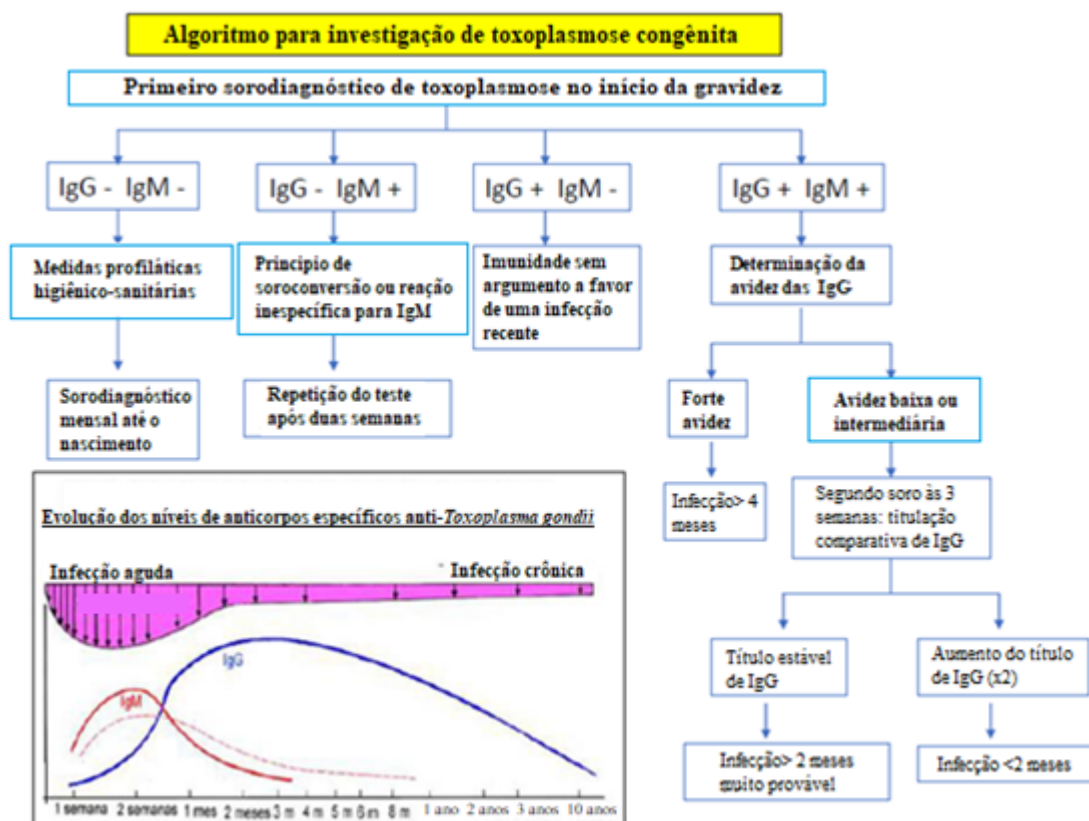 Algoritmo para investigação de toxoplasmose congênita
Primeiro sorodiagnóstico de toxoplasmose no início da gravidez
IgG - IgM -
IgG - IgM +
IgG + IgM -
IgG + IgM +
Medidas profiláticas
higiênico-sanitárias
Principio de
soroconversão ou reação
inespecífica para IgM
Imunidade sem
argumento a favor
de uma infecção
recente
Determinação da
avidez das IgG
Sorodiagnóstico
mensal até o
nascimento
Repetição do teste
após duas semanas
Forte
avidez
Avidez baixa ou
intermediária
Infecção> 4
meses
Segundo soro às 3
semanas: titulação
comparativa de IgG
Título estável
de IgG
Aumento do título
de IgG (x2)
Infecção> 2 meses
muito provável
Infecção <2 meses
Evolução dos níveis de anticorpos específicos anti-Toxoplasma gondii
Infecção aguda
Infecção crônica
IgG
IgM
1 semana 2 semanas 1 mes 2 meses 3 m 4 m 5m 6 m 8 m 1 ano 2 anos 3 anos 10 anos